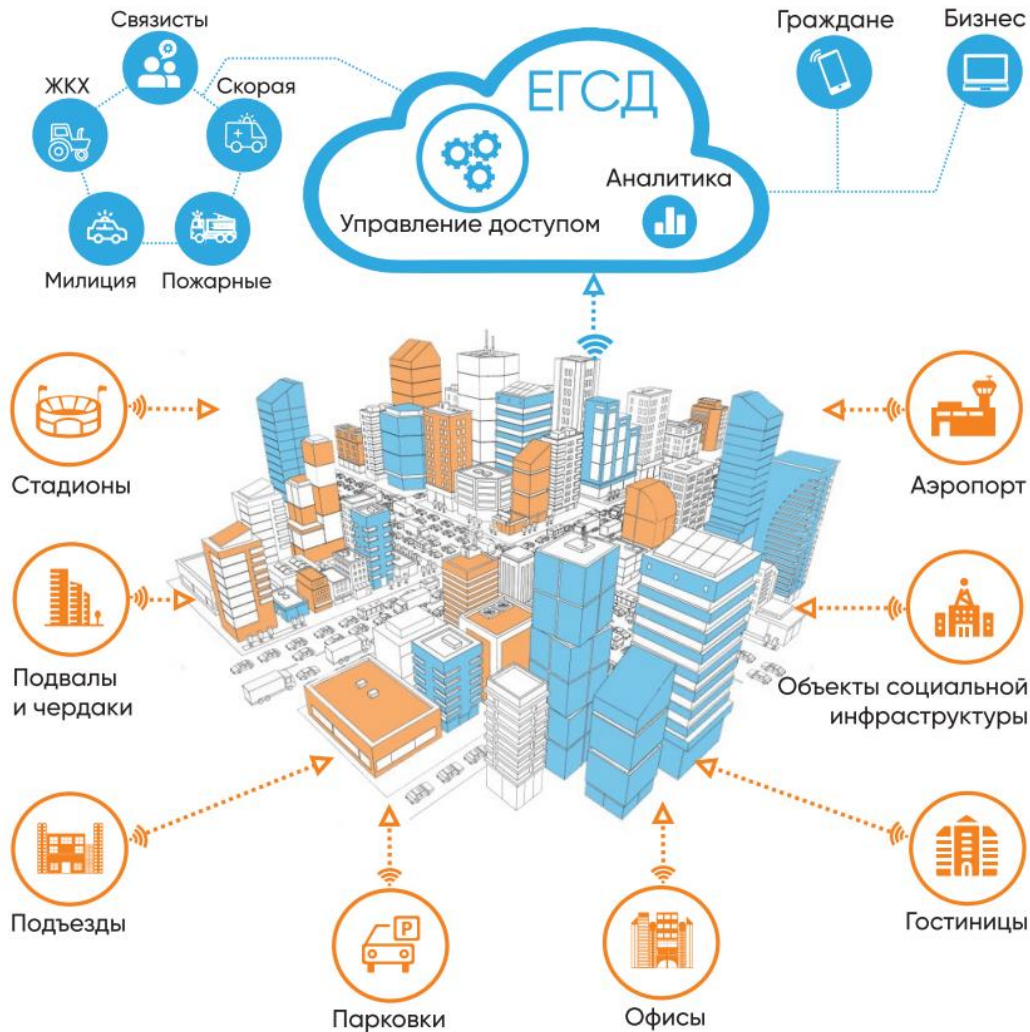 Связисты
ЖКХ
Скорая
Милиция
Пожарные
ЕГСД
Управление доступом
Аналитика
Граждане
Бизнес
Стадионы
Аэропорт
Подвалы
и чердаки
Объекты социальной
инфраструктуры
Подъезды
P
Парковки
Офисы
Гостиницы